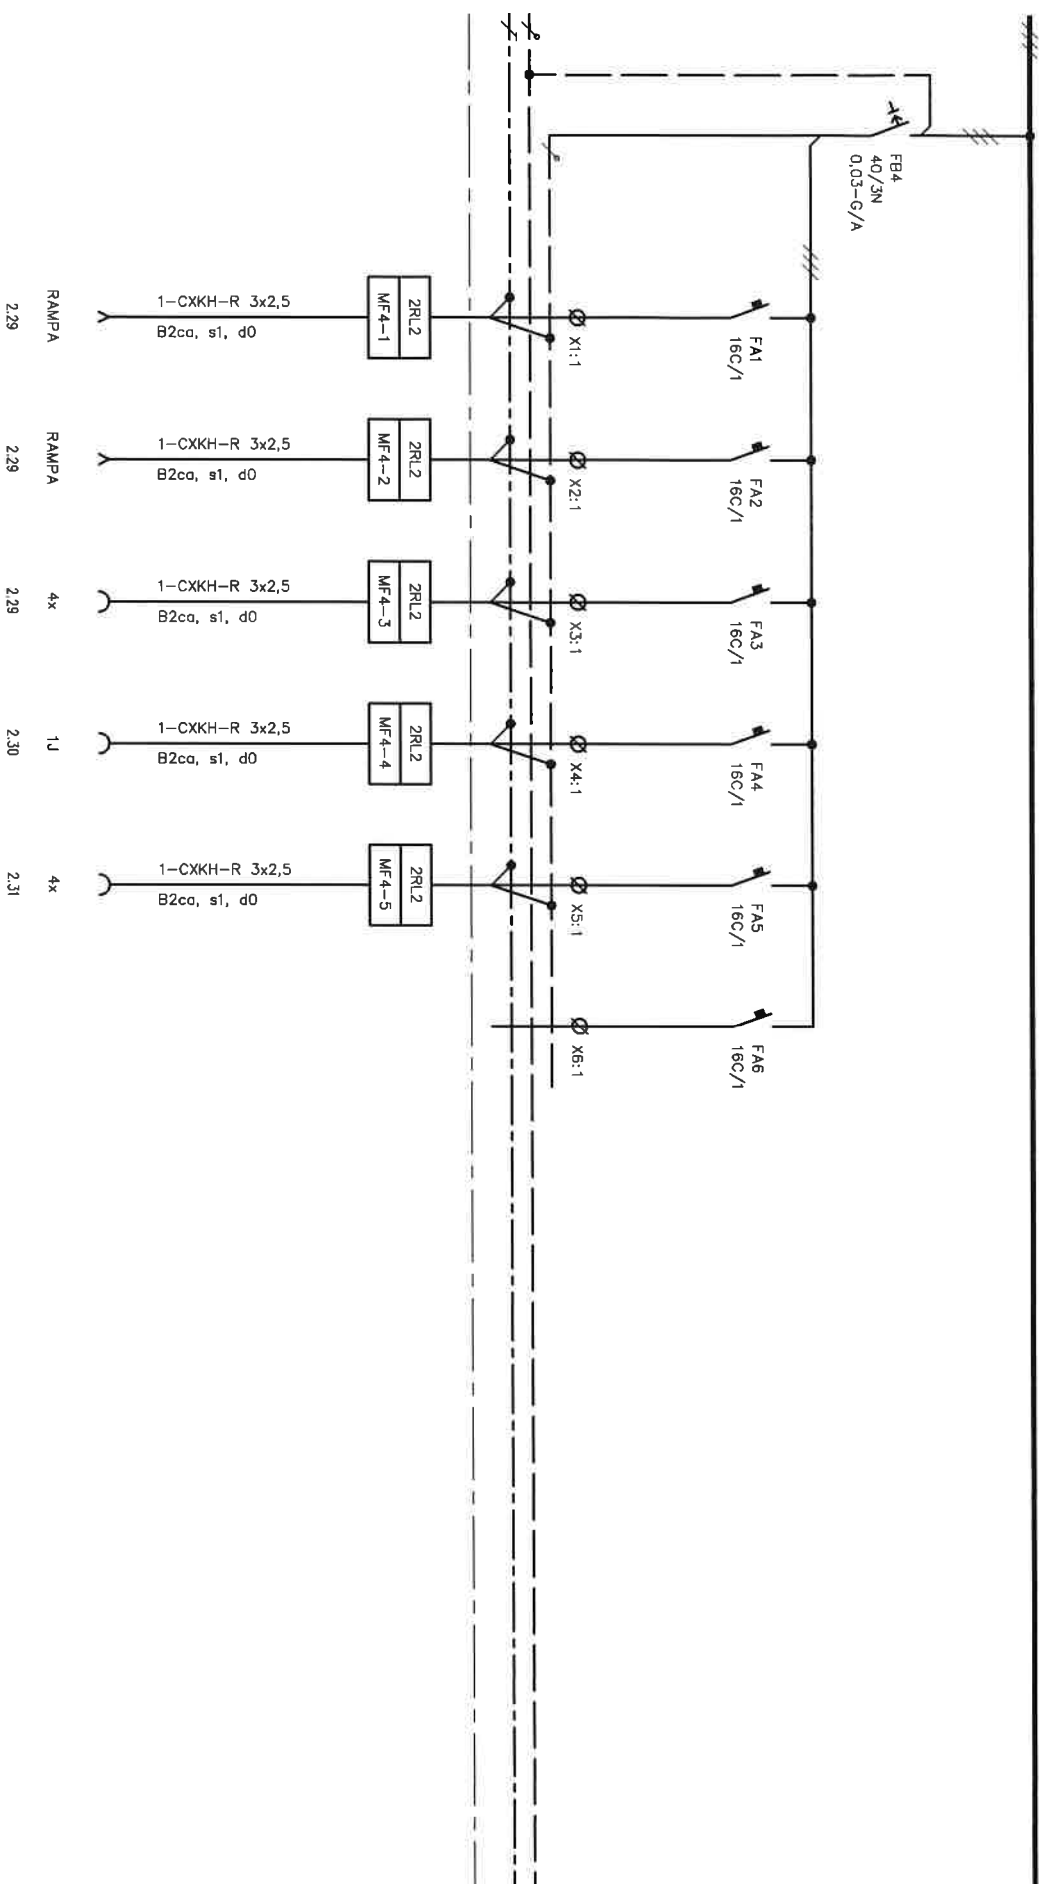 FB4
40/3N
0,03-G/A
FA1
16C/1
FA2
16C/1
FA3
16C/1
FA4
16C/1
FA5
16C/1
FA6
16C/1
X1:1
X2:1
X3:1
X4:1
X5:1
X6:1
2RL2
MF4-1
2RL2
MF4-2
2RL2
MF4-3
2RL2
MF4-4
2RL2
MF4-5
1-CXKH-R 3x2,5
B2ca, s1, d0
1-CXKH-R 3x2,5
B2ca, s1, d0
1-CXKH-R 3x2,5
B2ca, s1, d0
1-CXKH-R 3x2,5
B2ca, s1, d0
1-CXKH-R 3x2,5
B2ca, s1, d0
RAMPA
2.29
RAMPA
2.29
4x
2.29
1J
2.30
4x
2.31